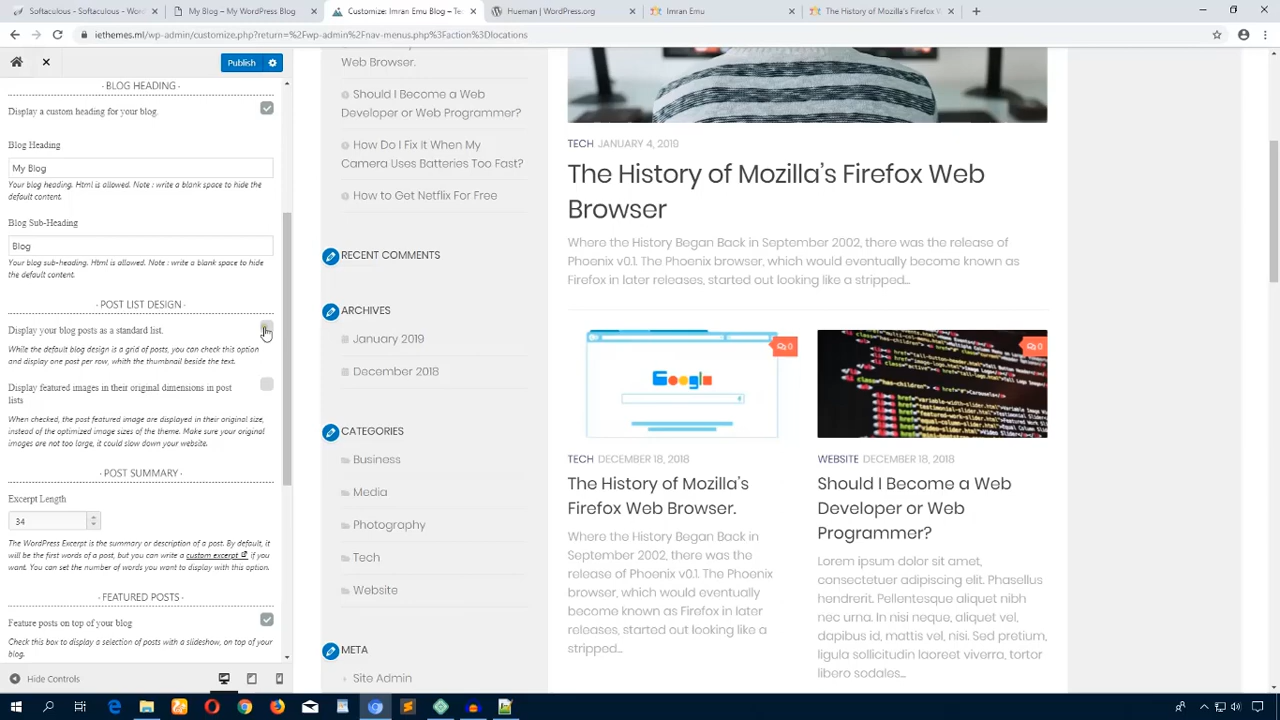 Softaculous
Softaculous
Iceman Iron Emu Blog – Te
Human
WordPress
Iceman Iro
Iceman Iro
iethemes.ml/wp-admin/customize.php?return=%2Fwp-admin%2Fnav-menus.php%3Faction%3Dlocations
Publish
· BLOG HEADING ·
Display a custom heading for your blog.
Blog Heading
My Blog
Your blog heading. Html is allowed. Note : write a blank space to hide the
default content.
Blog Sub-Heading
Blog
Your blog sub-heading. Html is allowed. Note : write a blank space to hide
the default content.
· POST LIST DESIGN ·
Display your blog posts as a standard list.
While the default blog design is a grid of posts, you can check this option
and display one post per row, whith the thumbnail beside the text.
Display featured images in their original dimensions in post
lists
When checked, the post featured image are displayed in their original
instead of the optimized image sizes of the theme. Make sure your original
images are not too large, it could slow down your website.
· POST SUMMARY ·
Excerpt Length
34
The WordPress Excerpt is the summary or description of a post. By default, it
will be the first words of a post, but you can write a custom excerpt if you
want. You can set the number of words you want to display with this option.
· FEATURED POSTS ·
Feature posts on top of your blog
Check this box to display a selection of posts with a slideshow, on top of your
blog.
Hide Controls
Web Browser.
Should I Become a Web
Developer or Web Programmer?
How Do I Fix It When My
Camera Uses Batteries Too Fast?
How to Get Netflix For Free
RECENT COMMENTS
ARCHIVES
January 2019
December 2018
CATEGORIES
Business
Media
Photography
Tech
Website
META
Site Admin
TECH JANUARY 4, 2019
The History of Mozilla's Firefox Web
Browser
Where the History Began Back in September 2002, there was the release of
Phoenix v0.1. The Phoenix browser, which would eventually become known as
Firefox in later releases, started out looking like a stripped...
0
TECH DECEMBER 18, 2018
The History of Mozilla's
Firefox Web Browser.
Where the History Began Back in
September 2002, there was the
release of Phoenix v0.1. The Phoenix
browser, which would eventually
become known as Firefox in later
releases, started out looking like a
stripped...
0
WEBSITE DECEMBER 18, 2018
Should I Become a Web
Developer or Web
Programmer?
Lorem ipsum dolor sit amet,
consectetuer adipiscing elit. Phasellus
hendrerit. Pellentesque aliquet nibh
nec urna. In nisi neque, aliquet vel,
dapibus id, mattis vel, nisi. Sed pretium,
ligula sollicitudin laoreet viverra, tortor
libero sodales...